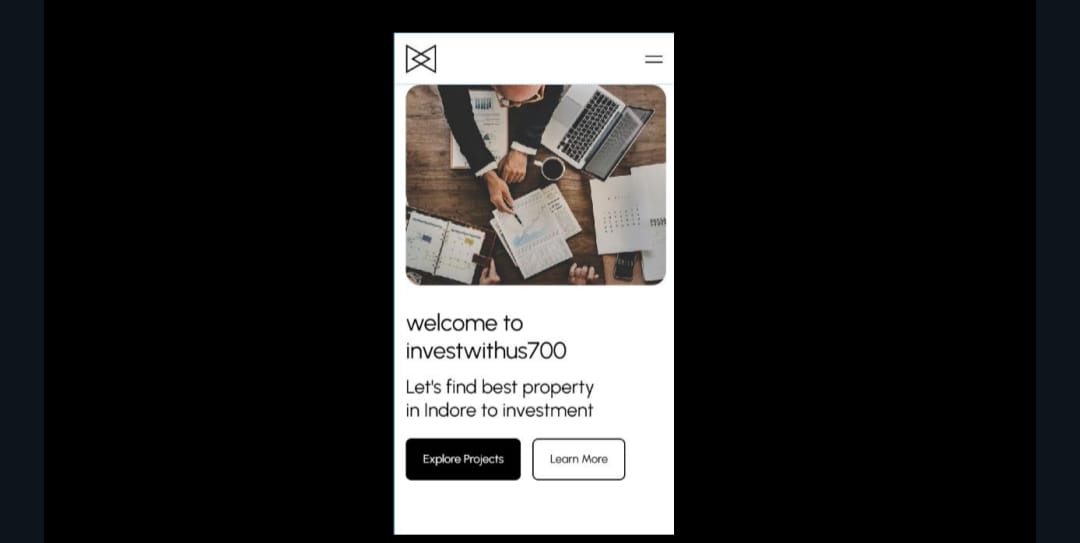 welcome to
investwithus700
Let's find best property
in Indore to investment
Explore Projects
Learn More